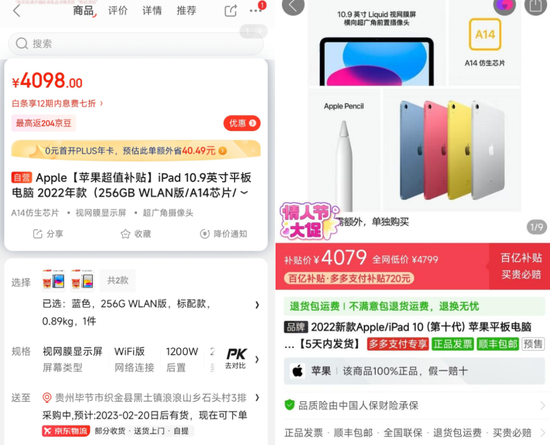 商品 评价 详情 推荐
1
搜索
¥4098.00
白条享12期内息费七折 ›
最高返204京豆
优惠
0元首开PLUS年卡，预估此单额外省40.49元
自营 Apple【苹果超值补贴】iPad 10.9英寸平板
电脑 2022年款（256GB WLAN版/A14芯片/
A14仿生芯片 • 视网膜显示屏 • 超广角摄像头
分享
收藏
降价通知
选择
共2款
已选：蓝色，256G WLAN版，标配款，
0.89kg，1件
规格
视网膜显示屏 WiFi版 1200W 2
屏幕类型 网络连接 后置
PK
去对比
送至
贵州毕节市织金县黑土镇浪浪山乡石头村3排
采购中,预计:2023-02-20日后有货，现在可下单
京东物流 部分收货 · 送货上门 · 自提
10.9 英寸 Liquid 视网膜屏
横向超广角前置摄像头
A14
A14 仿生芯片
Apple Pencil
情人节
大促
需额外，单独购买
1/9
补贴价 ¥4079 全网低价 ¥4799
百亿补贴 · 多多支付补贴720元
百亿补贴
买贵必赔
退货包运费 | 不满意包退货运费，退换无忧
品牌 2022新款Apple/iPad 10 (第十代) 苹果平板电脑
...【5天内发货】 多多支付专享 正品发票 顺丰包邮 预售
苹果 该商品100%正品，假一赔十
品质险由中国人保财险承保
正品发票 · 顺丰包邮 · 全国联保 · 退货包运费 · 买贵必赔